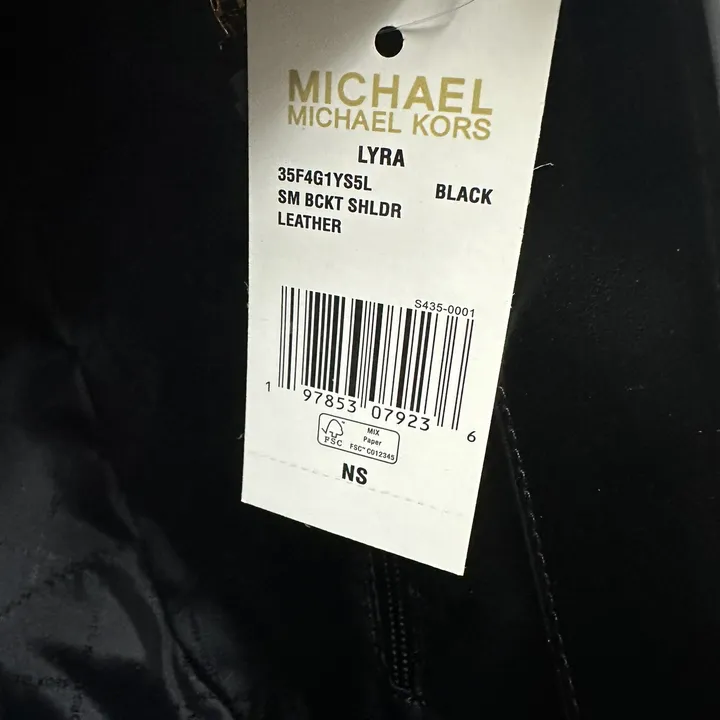 MICHAEL
MICHAEL KORS
LYRA
35F4G1YS5L BLACK
SM BCKT SHLDR
LEATHER
S435-0001
1 97853 07923 6
FSC
MIX
Paper
FSC™ C012345
NS